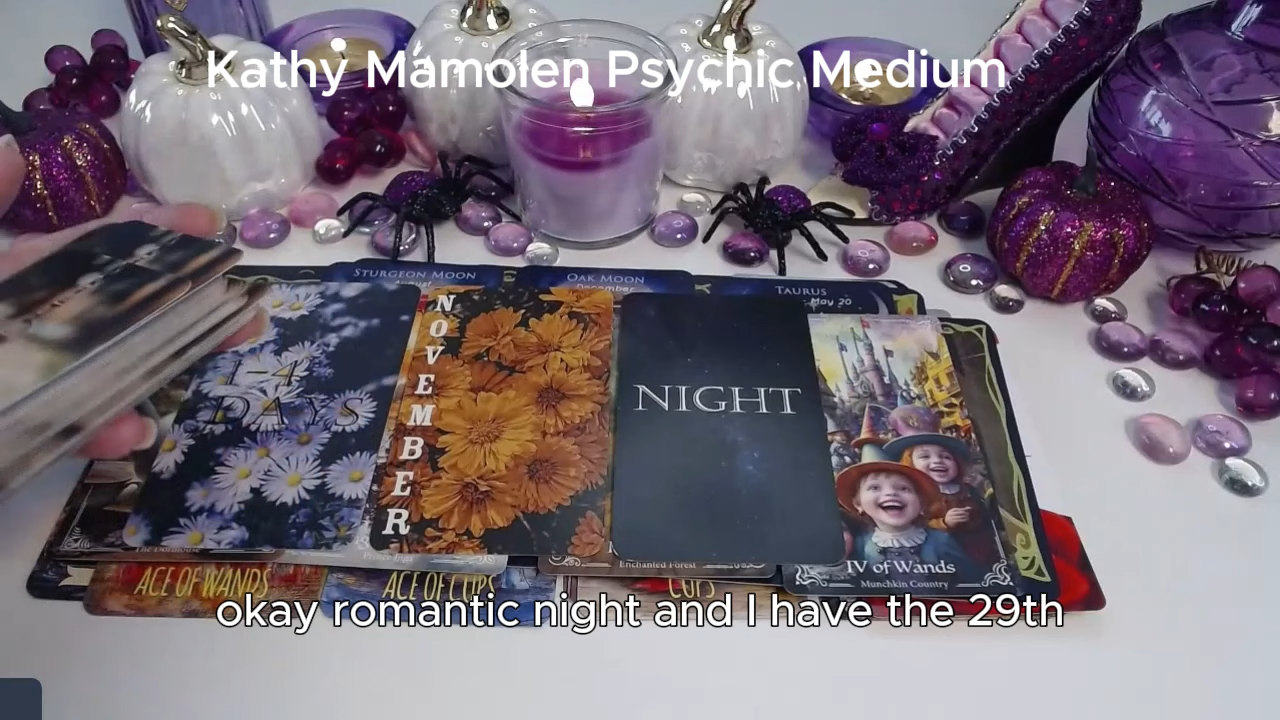 Kathy Mamolen Psychic Medium
STURGEON MOON
August
OAK MOON
December
TAURUS
May 20
1-4
DAYS
NOVEMBER
NIGHT
IV of Wands
Munchkin Country
Enchanted Forest
ACE OF WANDS
ACE OF CUPS
CUPS
okay romantic night and I have the 29th